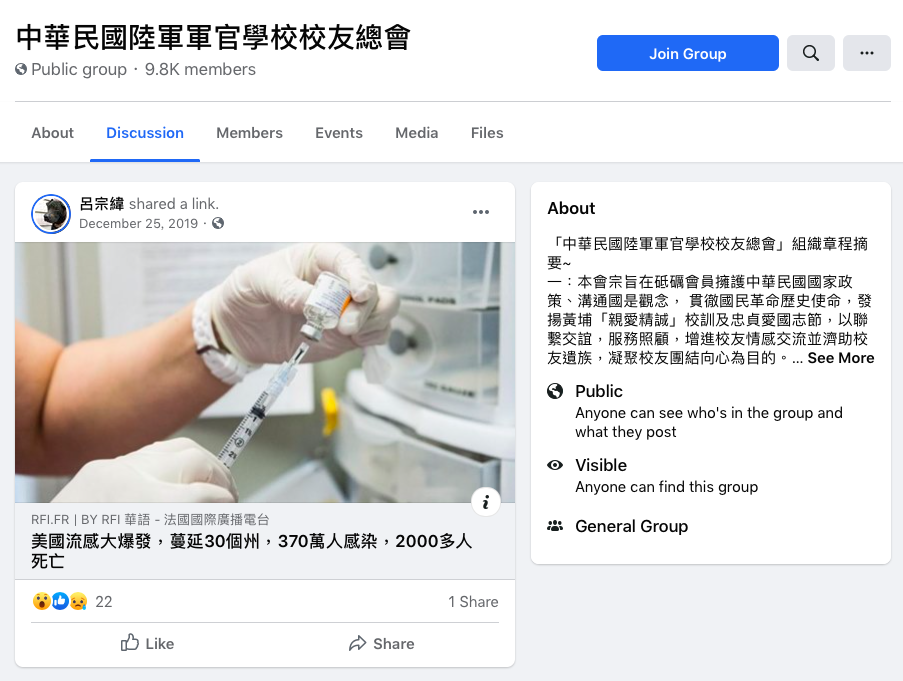 中華民國陸軍軍官學校校友總會
Public group · 9.8K members
Join Group
About
Discussion
Members
Events
Media
Files
呂宗緯 shared a link.
December 25, 2019 ·
RFI.FR | BY RFI 華語 - 法國國際廣播電台
美國流感大爆發，蔓延30個州，370萬人感染，2000多人
死亡
22
1 Share
Like
Share
About
「中華民國陸軍軍官學校校友總會」組織章程摘
要~
一：本會宗旨在砥礪會員擁護中華民國國家政
策、溝通國是觀念， 貫徹國民革命歷史使命，發
揚黃埔「親愛精誠」校訓及忠貞愛國志節，以聯
繫交誼，服務照顧，增進校友情感交流並濟助校
友遺族，凝聚校友團結向心為目的。... See More
Public
Anyone can see who's in the group and
what they post
Visible
Anyone can find this group
General Group